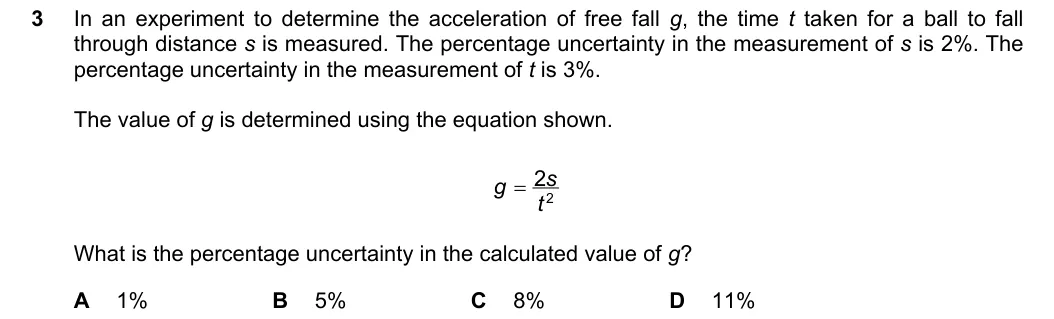 3 In an experiment to determine the acceleration of free fall g, the time t taken for a ball to fall
through distance s is measured. The percentage uncertainty in the measurement of s is 2%. The
percentage uncertainty in the measurement of t is 3%.
The value of g is determined using the equation shown.
g = 2s/t²
What is the percentage uncertainty in the calculated value of g?
A 1% B 5% C 8% D 11%